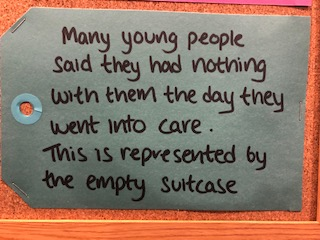 Many young people
said they had nothing
with them the day they
went into care.
This is represented by
the empty suitcase